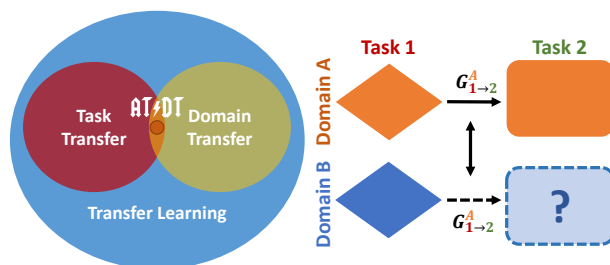 AT/DT
Task
Transfer
Domain
Transfer
Transfer Learning
Task 1
Task 2
Domain A
G^A_{1→2}
Domain B
G^A_{1→2}
?